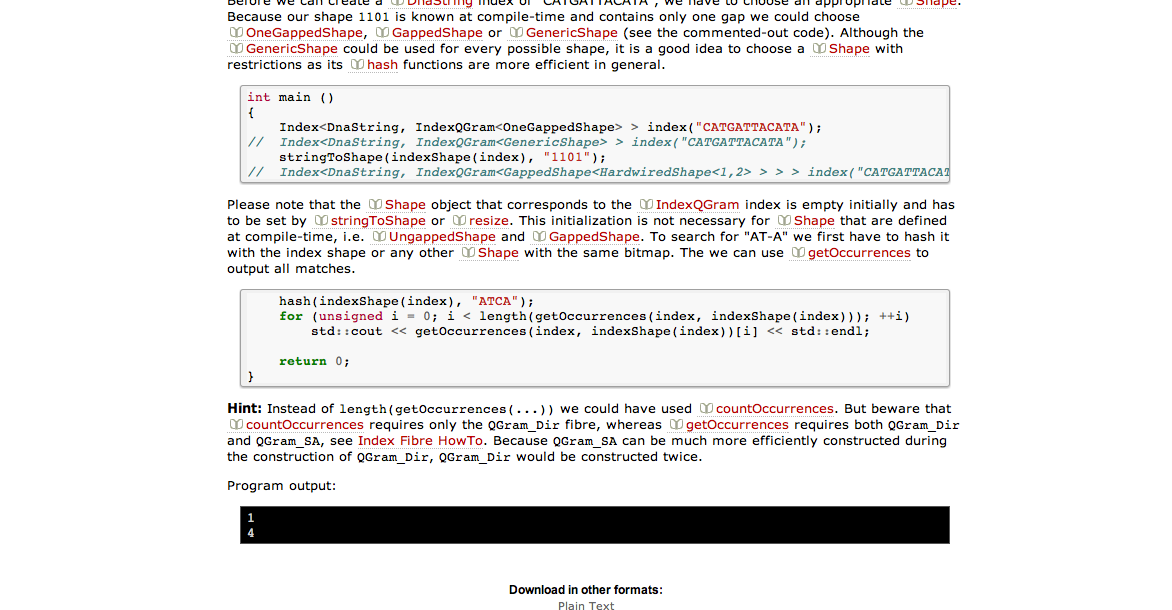 Before we can create a DnaString index of "CATGATTACATA", we have to choose an appropriate Shape.
Because our shape 1101 is known at compile-time and contains only one gap we could choose
OneGappedShape, GappedShape or GenericShape (see the commented-out code). Although the
GenericShape could be used for every possible shape, it is a good idea to choose a Shape with
restrictions as its hash functions are more efficient in general.
int main ()
{
Index<DnaString, IndexQGram<OneGappedShape> > index("CATGATTACATA");
// Index<DnaString, IndexQGram<GenericShape> > index("CATGATTACATA");
stringToShape(indexShape(index), "1101");
// Index<DnaString, IndexQGram<GappedShape<HardwiredShape<1,2> > > > index("CATGATTACAT
Please note that the Shape object that corresponds to the IndexQGram index is empty initially and has
to be set by stringToShape or resize. This initialization is not necessary for Shape that are defined
at compile-time, i.e. UngappedShape and GappedShape. To search for "AT-A" we first have to hash it
with the index shape or any other Shape with the same bitmap. The we can use getOccurrences to
output all matches.
hash(indexShape(index), "ATCA");
for (unsigned i = 0; i < length(getOccurrences(index, indexShape(index))); ++i)
std::cout << getOccurrences(index, indexShape(index))[i] << std::endl;
return 0;
}
Hint: Instead of length(getOccurrences(...)) we could have used countOccurrences. But beware that
countOccurrences requires only the QGram_Dir fibre, whereas getOccurrences requires both QGram_Dir
and QGram_SA, see Index Fibre HowTo. Because QGram_SA can be much more efficiently constructed during
the construction of QGram_Dir, QGram_Dir would be constructed twice.
Program output:
1
4
Download in other formats:
Plain Text